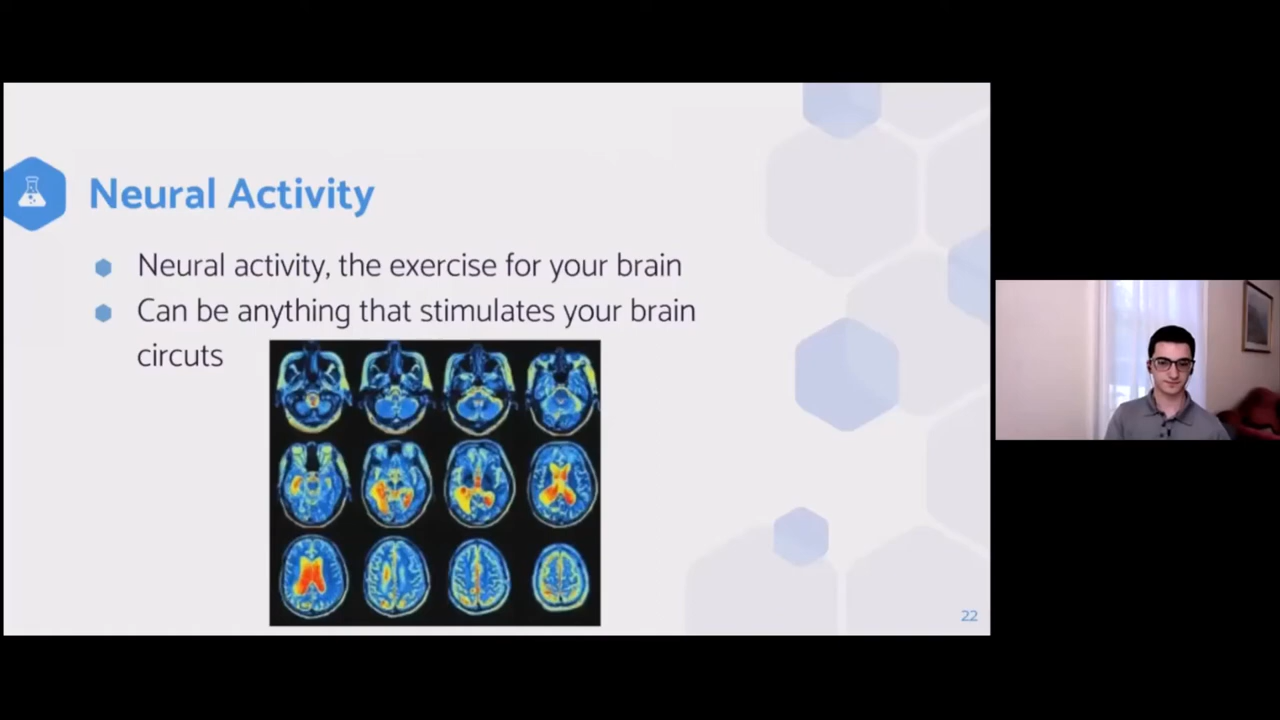 Neural Activity
Neural activity, the exercise for your brain
Can be anything that stimulates your brain
circuts
22